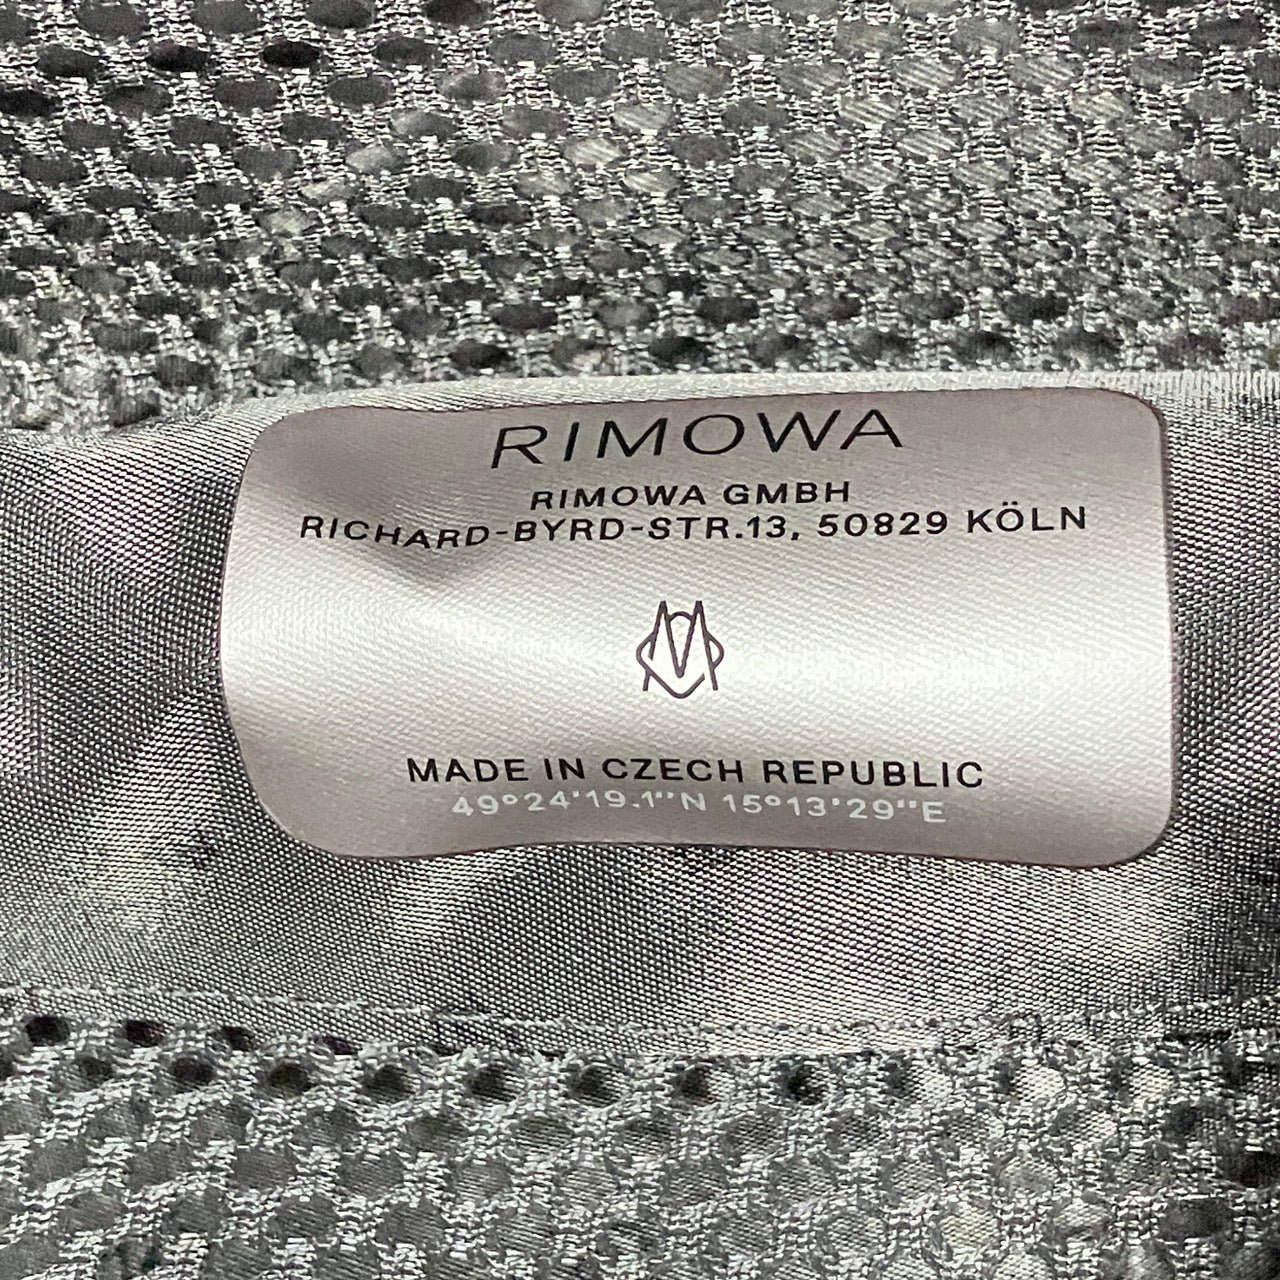 RIMOWA
RIMOWA GMBH
RICHARD-BYRD-STR.13, 50829 KÖLN
MADE IN CZECH REPUBLIC
49°24'19.1"N 15°13'29"E